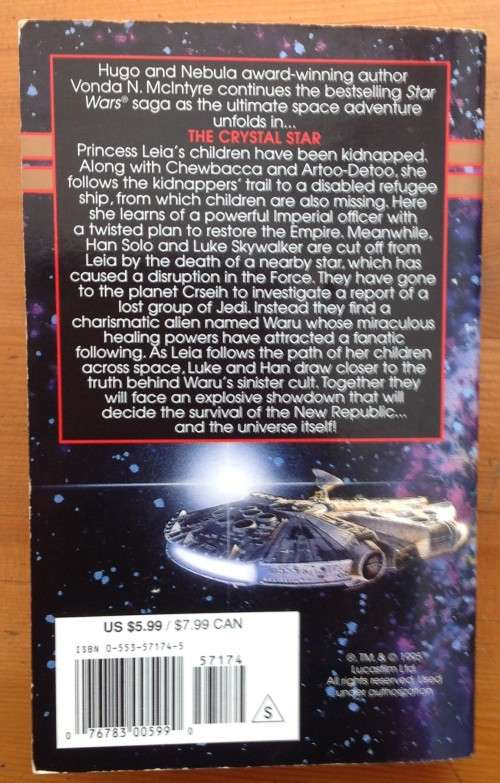 Hugo and Nebula award-winning author
Vonda N. McIntyre continues the bestselling Star
Wars® saga as the ultimate space adventure
unfolds in...
THE CRYSTAL STAR
Princess Leia's children have been kidnapped.
Along with Chewbacca and Artoo-Detoo, she
follows the kidnappers' trail to a disabled refugee
ship, from which children are also missing. Here
she learns of a powerful Imperial officer with
a twisted plan to restore the Empire. Meanwhile,
Han Solo and Luke Skywalker are cut off from
Leia by the death of a nearby star, which has
caused a disruption in the Force. They have gone
to the planet Crseih to investigate a report of a
lost group of Jedi. Instead they find a
charismatic alien named Waru whose miraculous
healing powers have attracted a fanatic
following. As Leia follows the path of her children
across space, Luke and Han draw closer to the
truth behind Waru's sinister cult. Together they
will face an explosive showdown that will
decide the survival of the New Republic...
and the universe itself!
US $5.99 / $7.99 CAN
ISBN 0-553-57174-5
57174
0 76783 00599 0
S
®, TM, & © 1995
Lucasfilm Ltd.
All rights reserved. Used
under authorization.